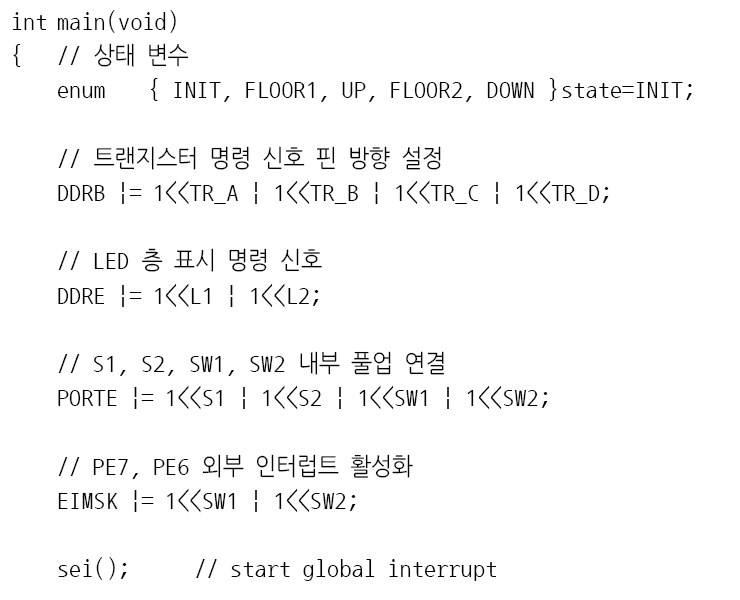 int main(void)
{   // 상태 변수
    enum    { INIT, FLOOR1, UP, FLOOR2, DOWN }state=INIT;
    // 트랜지스터 명령 신호 핀 방향 설정
    DDRB |= 1<<TR_A | 1<<TR_B | 1<<TR_C | 1<<TR_D;
    // LED 층 표시 명령 신호
    DDRE |= 1<<L1 | 1<<L2;
    // S1, S2, SW1, SW2 내부 풀업 연결
    PORTE |= 1<<S1 | 1<<S2 | 1<<SW1 | 1<<SW2;
    // PE7, PE6 외부 인터럽트 활성화
    EIMSK |= 1<<SW1 | 1<<SW2;
    sei();      // start global interrupt